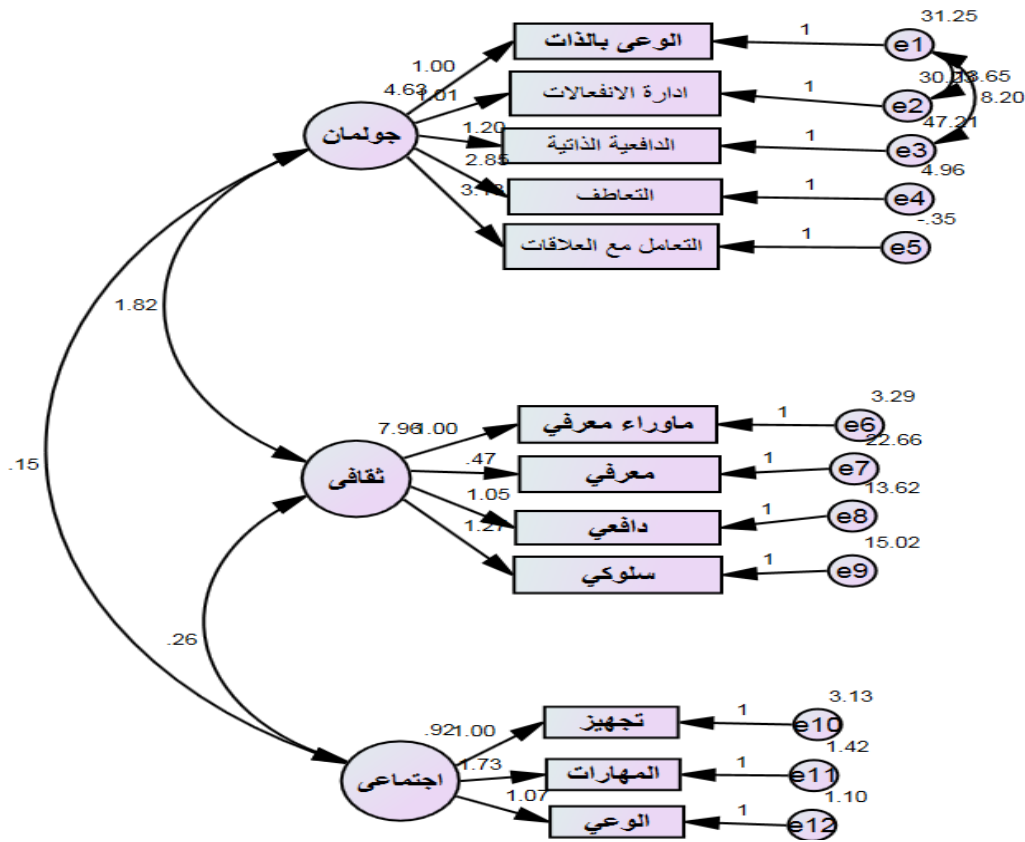 31.25
الوعى بالذات
1
e1
1.00
4.63
1.01
ادارة الانفعالات
1
30.23
e2
8.20
جولمان
1.20
الدافعية الذاتية
1
47.21
e3
2.85
التعاطف
1
4.96
e4
التعامل مع العلاقات
1
-.35
e5
1.82
.15
3.29
7.96
1.00
ماوراء معرفي
1
e6
ثقافى
.47
معرفي
1
22.66
e7
1.05
دافعي
1
13.62
e8
1.27
سلوكي
1
15.02
e9
.26
3.13
.92
1.00
تجهيز
1
e10
اجتماعى
1.73
المهارات
1
1.42
e11
1.07
الوعي
1
1.10
e12